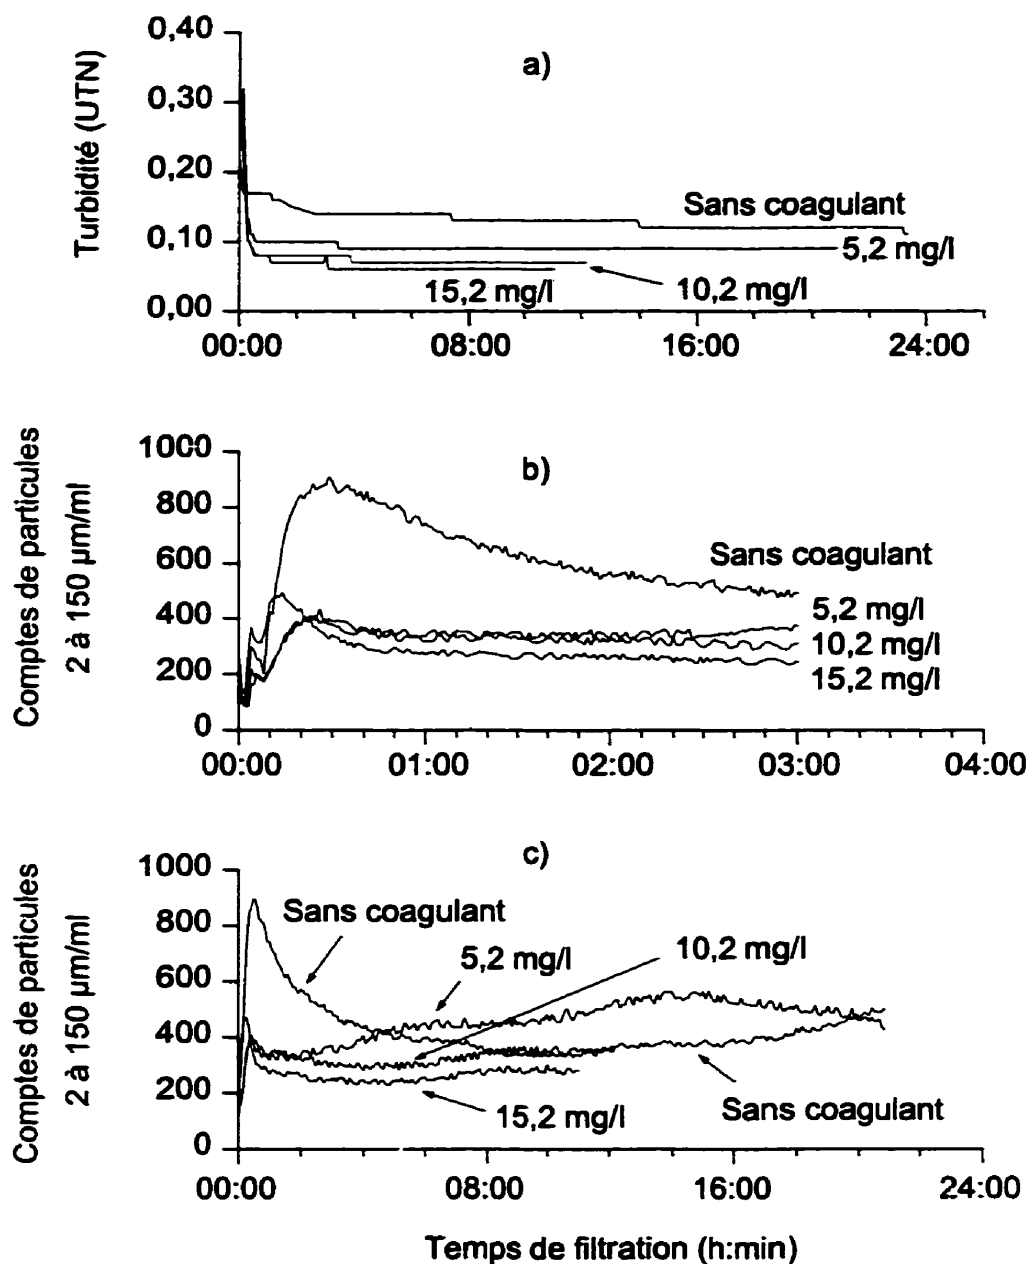 a)
Turbidité (UTN)
0,40
0,30
0,20
0,10
0,00
Sans coagulant
5,2 mg/l
10,2 mg/l
15,2 mg/l
00:00
08:00
16:00
24:00
b)
Comptes de particules
2 à 150 µm/ml
1000
800
600
400
200
0
Sans coagulant
5,2 mg/l
10,2 mg/l
15,2 mg/l
00:00
01:00
02:00
03:00
04:00
c)
Comptes de particules
2 à 150 µm/ml
1000
800
600
400
200
0
Sans coagulant
5,2 mg/l
10,2 mg/l
15,2 mg/l
Sans coagulant
00:00
08:00
16:00
24:00
Temps de filtration (h:min)